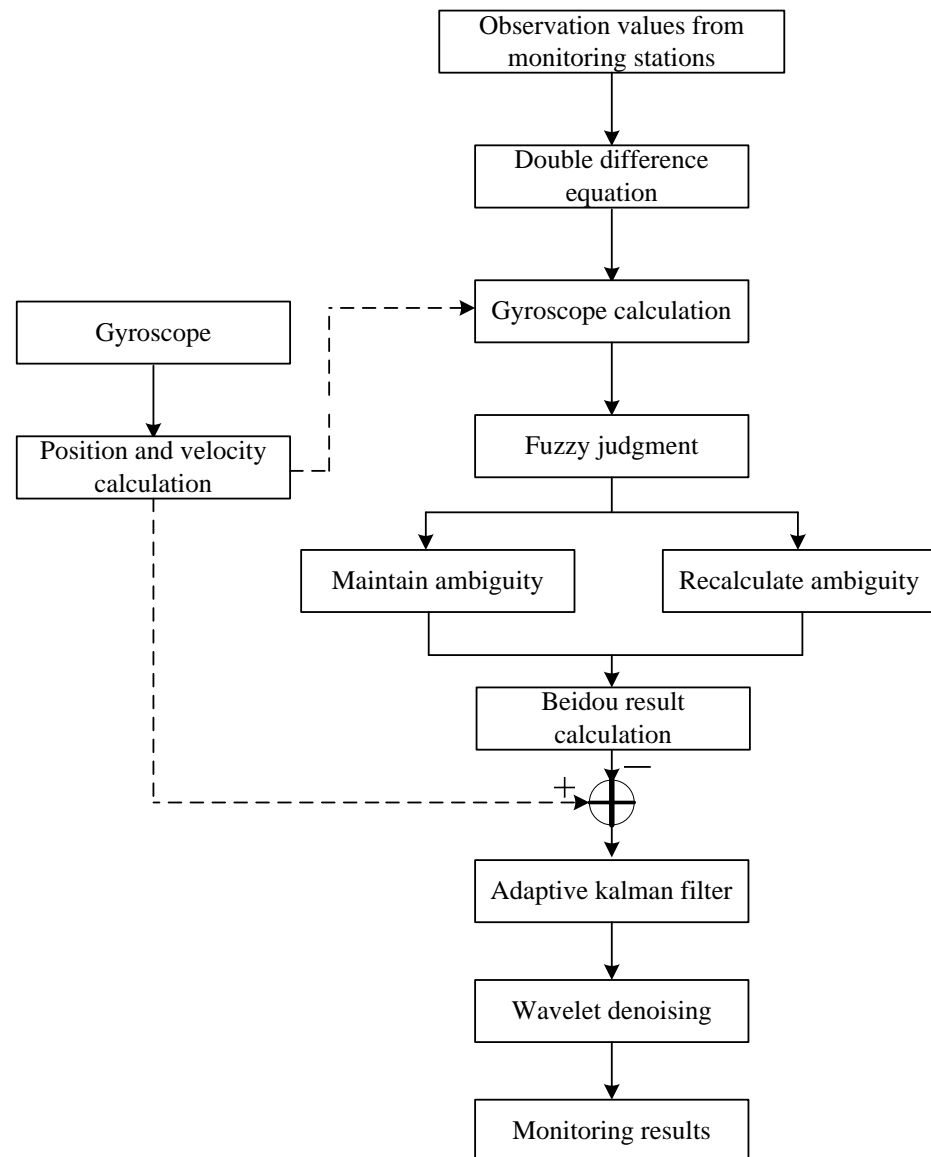 Observation values from
monitoring stations
Double difference
equation
Gyroscope calculation
Gyroscope
Fuzzy judgment
Position and velocity
calculation
Maintain ambiguity
Recalculate ambiguity
Beidou result
calculation
+
—
Adaptive kalman filter
Wavelet denoising
Monitoring results